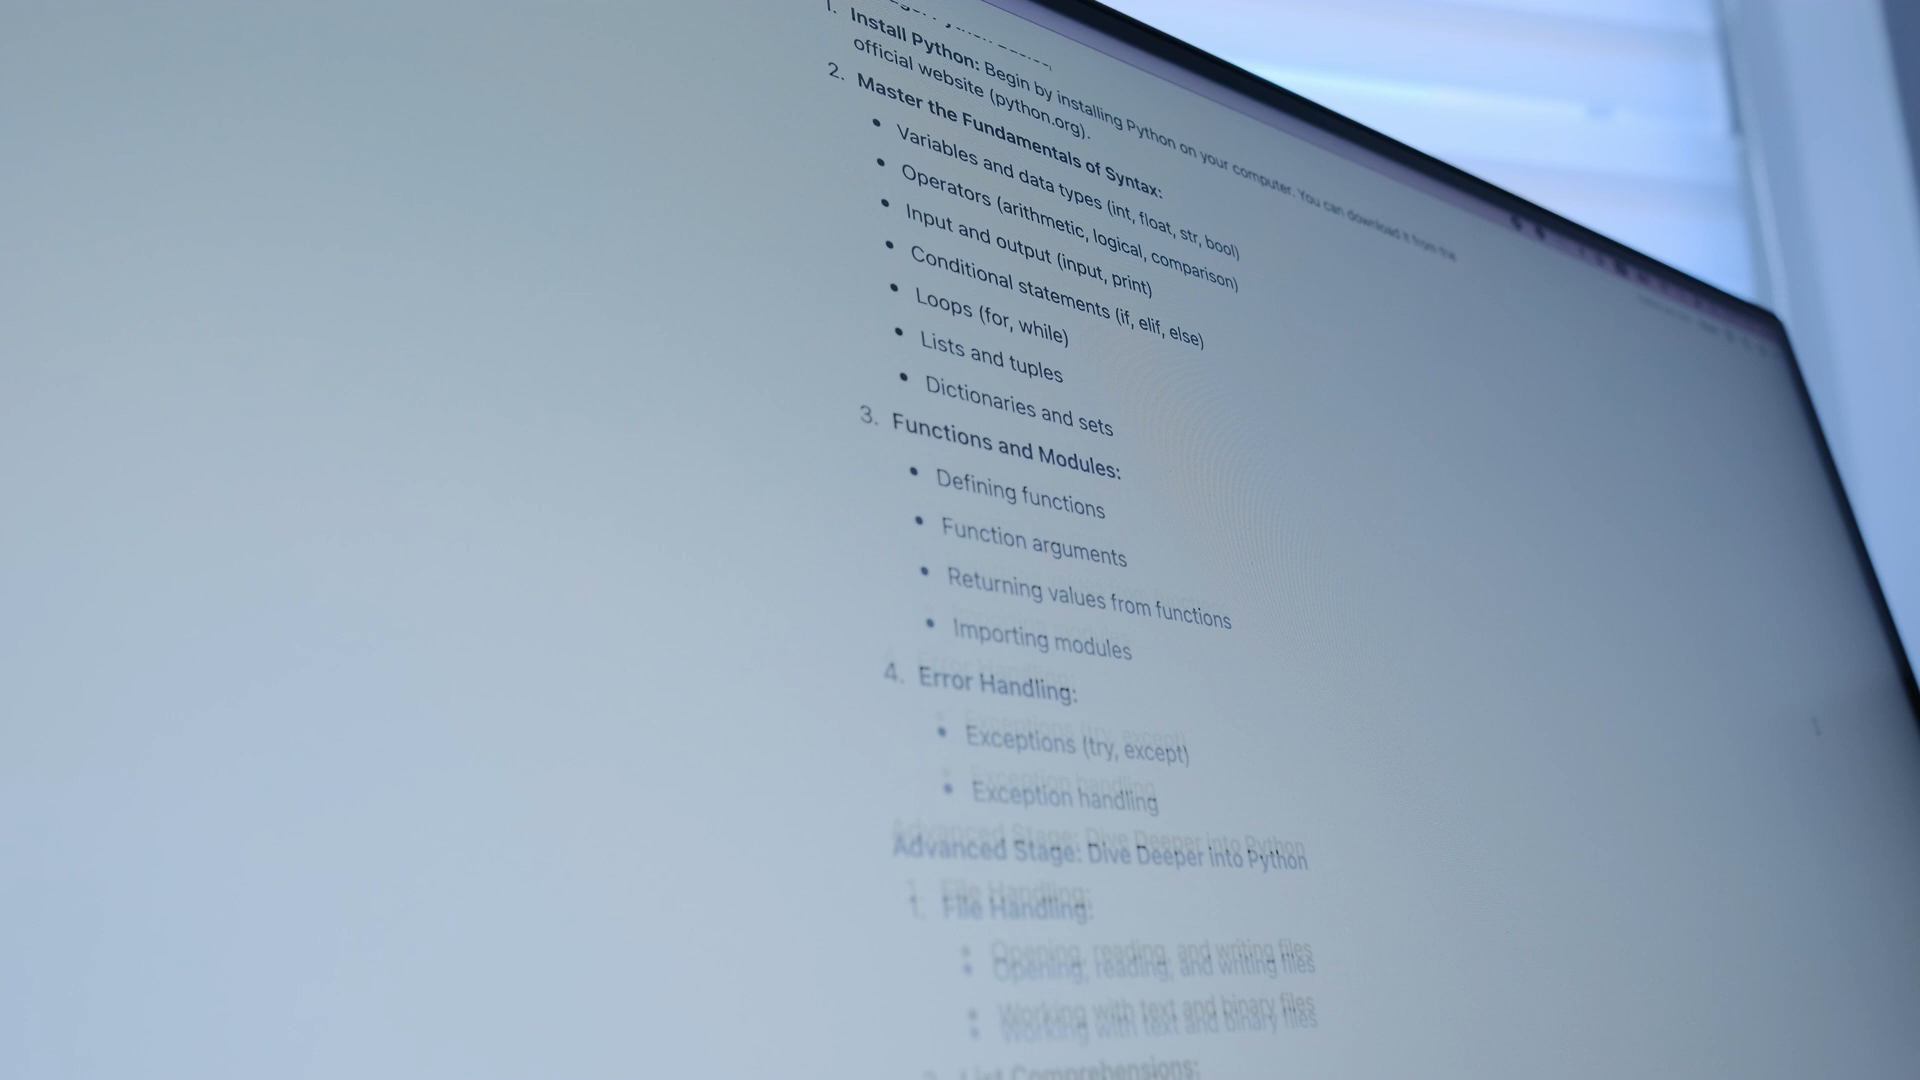 1. Install Python: Begin by installing Python on your computer. You can download it from the
official website (python.org).
2. Master the Fundamentals of Syntax:
• Variables and data types (int, float, str, bool)
• Operators (arithmetic, logical, comparison)
• Input and output (input, print)
• Conditional statements (if, elif, else)
• Loops (for, while)
• Lists and tuples
• Dictionaries and sets
3. Functions and Modules:
• Defining functions
• Function arguments
• Returning values from functions
• Importing modules
4. Error Handling:
• Exceptions (try, except)
• Exception handling
Advanced Stage: Dive Deeper into Python
1. File Handling:
• Opening, reading, and writing files
• Working with text and binary files
List Comprehensions: